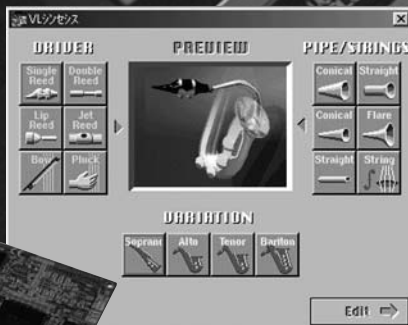 VLシンセシス
DRIVER
PREVIEW
PIPE/STRINGS
Single Reed
Double Reed
Lip Reed
Jet Reed
Bow
Pluck
Conical
Straight
Conical
Flare
Straight
String
VARIATION
Soprano
Alto
Tenor
Bariton
Edit